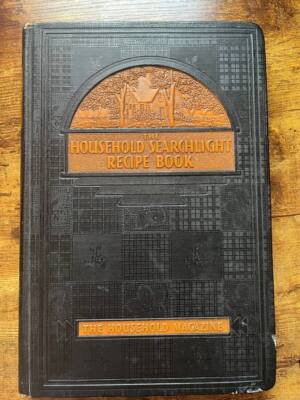 THE
HOUSEHOLD SEARCHLIGHT
RECIPE BOOK
THE HOUSEHOLD MAGAZINE